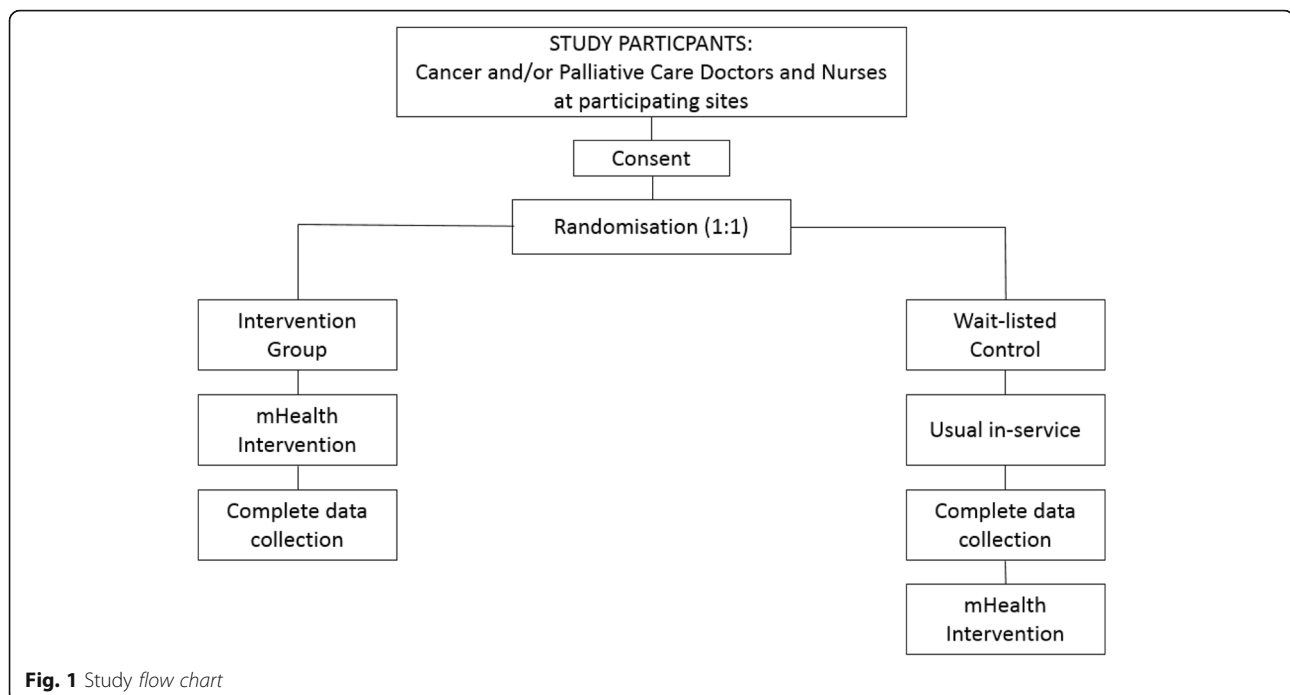 STUDY PARTICPANTS:
Cancer and/or Palliative Care Doctors and Nurses
at participating sites
Consent
Randomisation (1:1)
Intervention
Group
mHealth
Intervention
Complete data
collection
Wait-listed
Control
Usual in-service
Complete data
collection
mHealth
Intervention
Fig. 1 Study flow chart